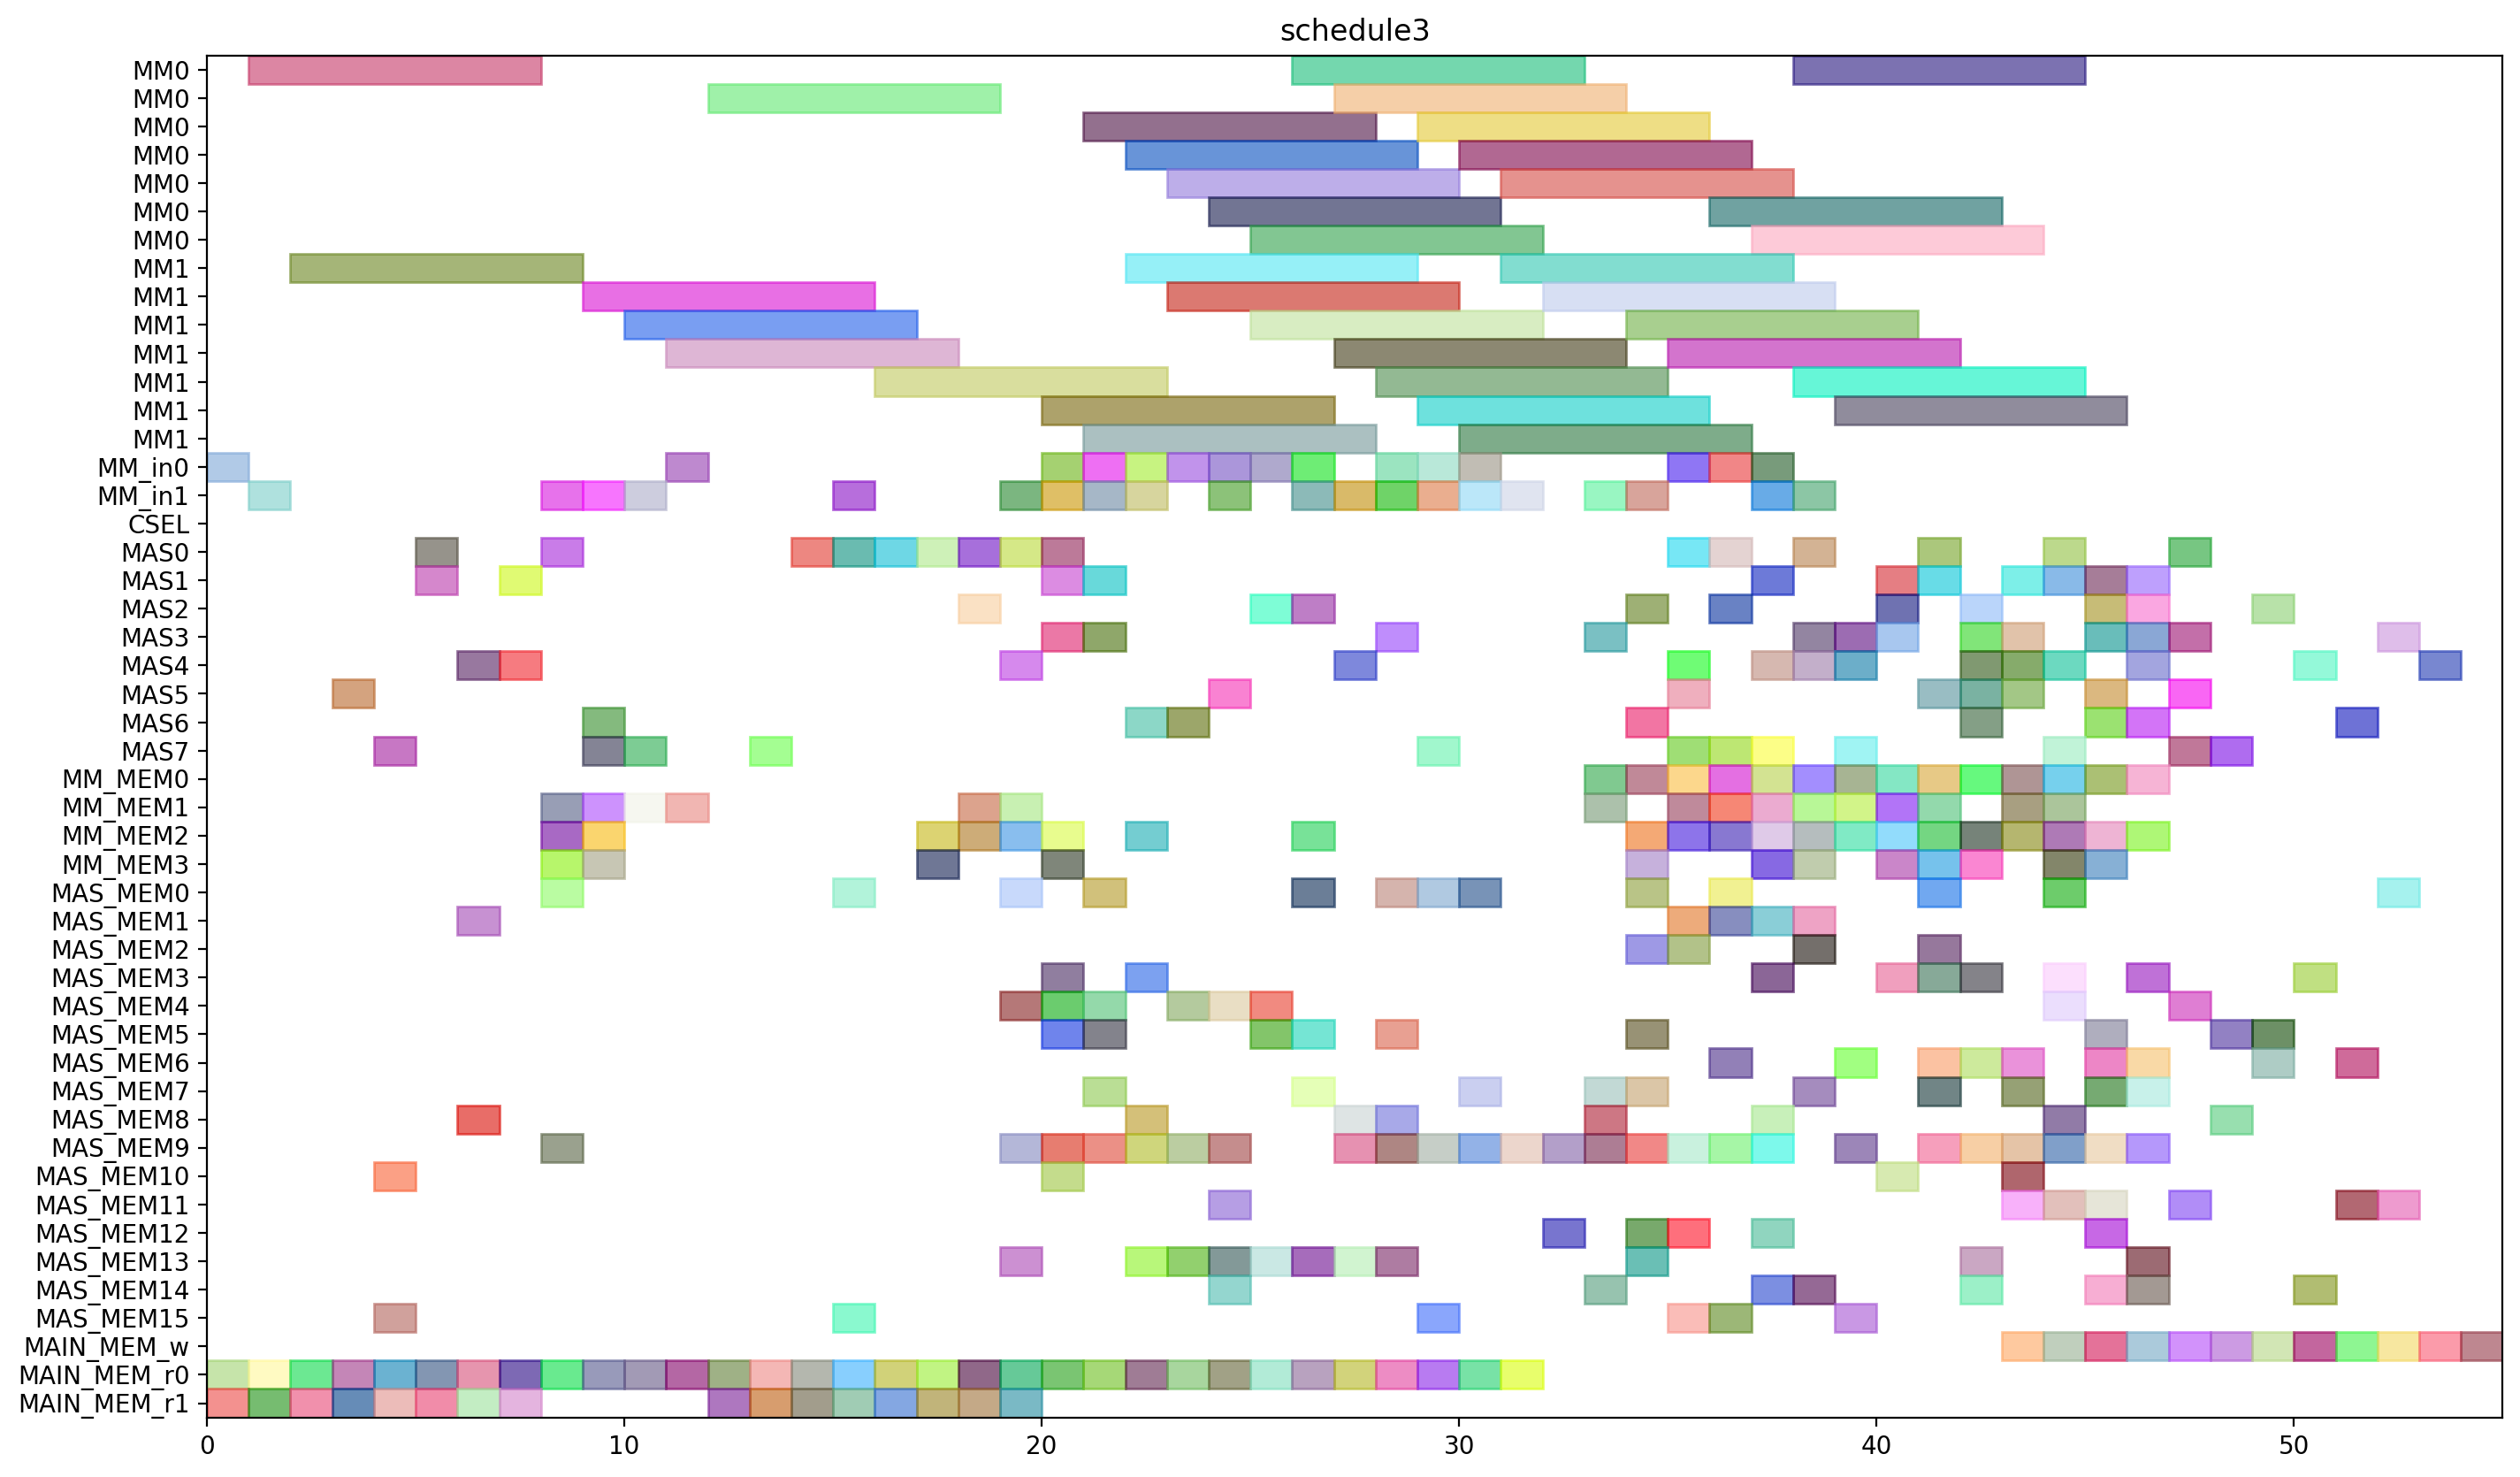 schedule3
MM0
MM0
MM0
MM0
MM0
MM0
MM0
MM1
MM1
MM1
MM1
MM1
MM1
MM1
MM_in0
MM_in1
CSEL
MAS0
MAS1
MAS2
MAS3
MAS4
MAS5
MAS6
MAS7
MM_MEM0
MM_MEM1
MM_MEM2
MM_MEM3
MAS_MEM0
MAS_MEM1
MAS_MEM2
MAS_MEM3
MAS_MEM4
MAS_MEM5
MAS_MEM6
MAS_MEM7
MAS_MEM8
MAS_MEM9
MAS_MEM10
MAS_MEM11
MAS_MEM12
MAS_MEM13
MAS_MEM14
MAS_MEM15
MAIN_MEM_w
MAIN_MEM_r0
MAIN_MEM_r1
0 10 20 30 40 50